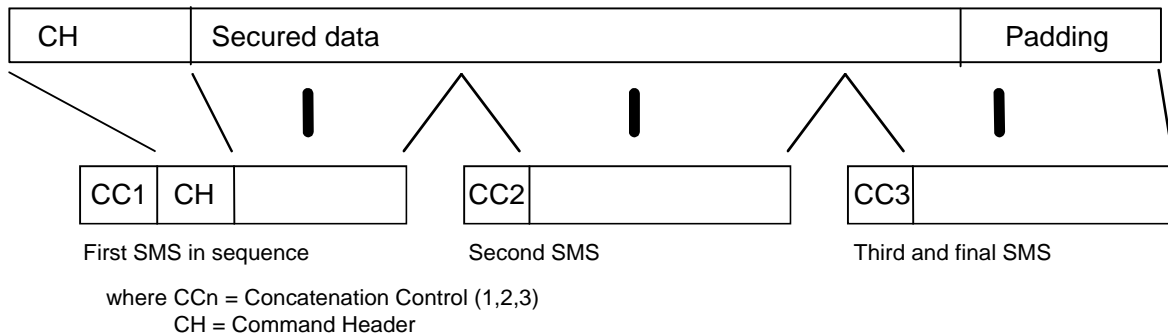 CH Secured data Padding
CC1 CH CC2 CC3
First SMS in sequence Second SMS Third and final SMS
where CCn = Concatenation Control (1,2,3)
CH = Command Header